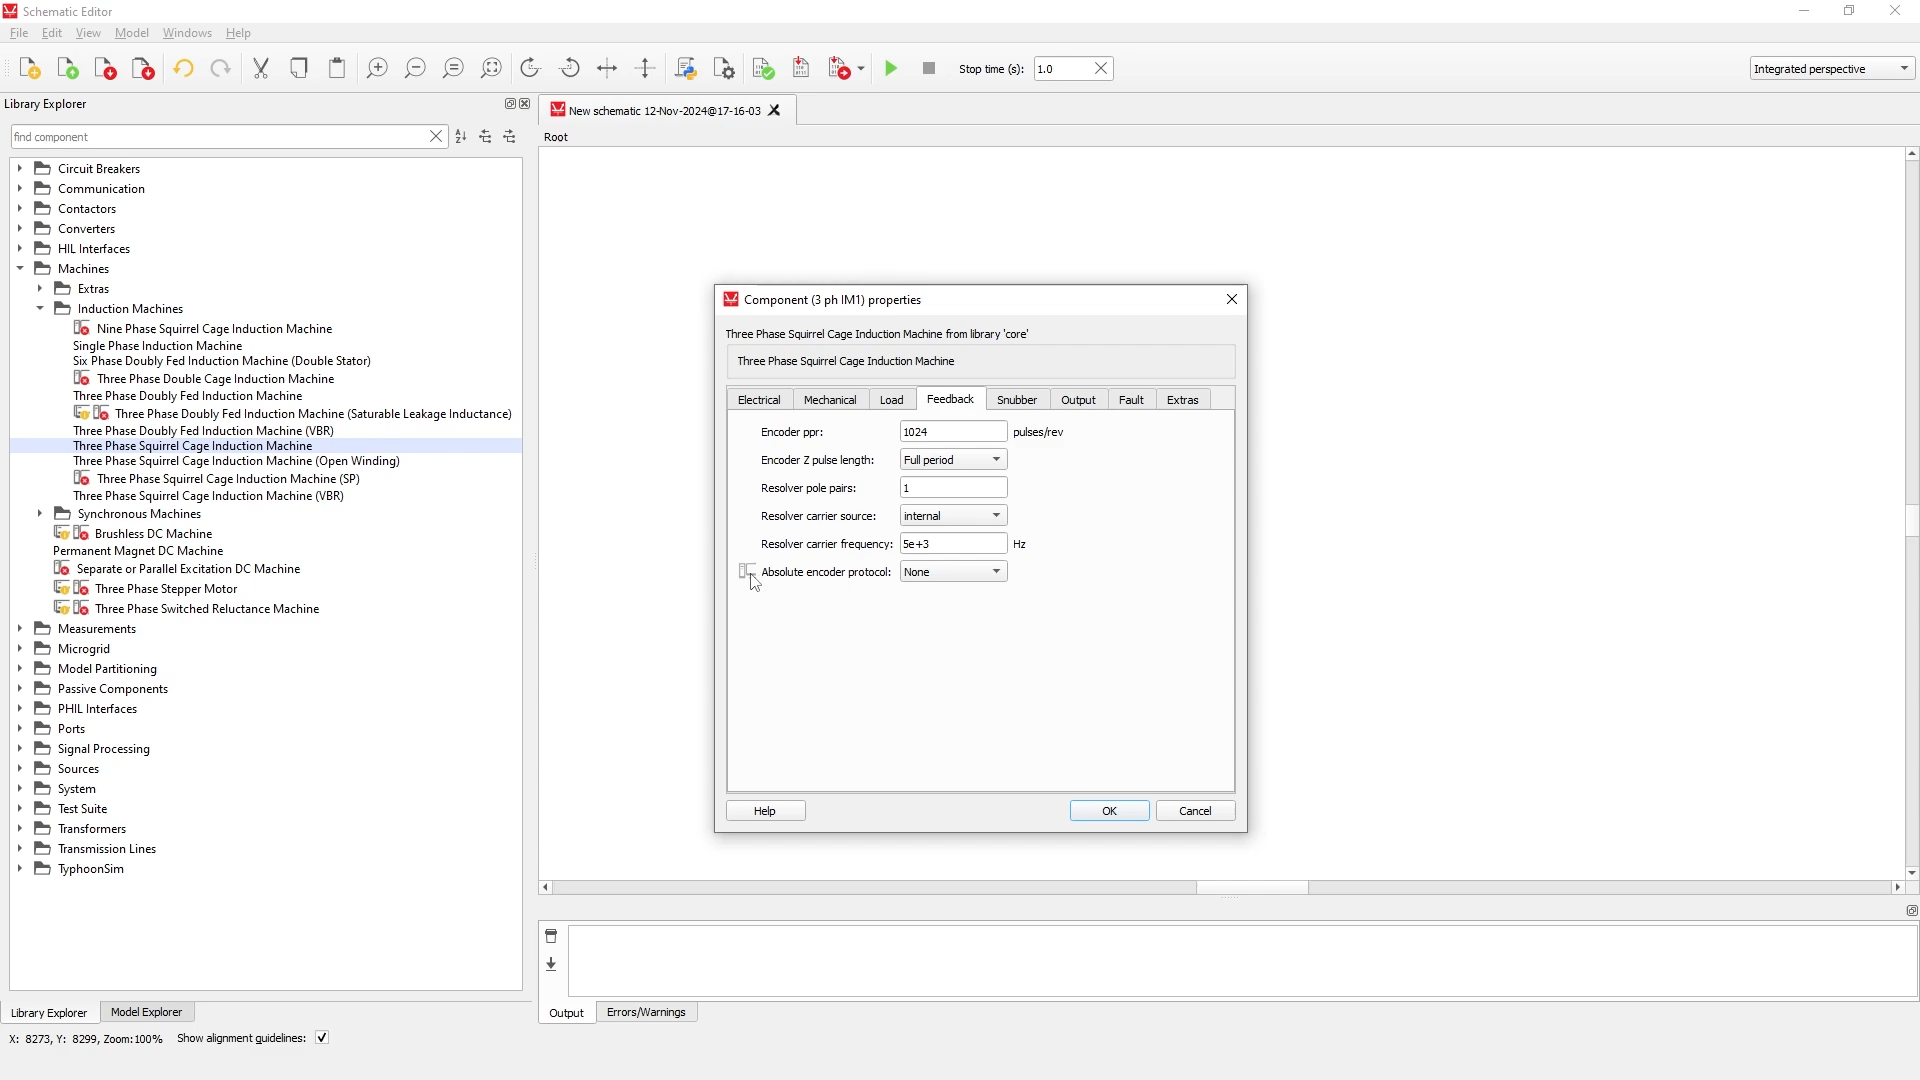 Schematic Editor
File Edit View Model Windows Help
Stop time (s): 1.0
Integrated perspective
Library Explorer
New schematic 12-Nov-2024@17-16-03
find component
Root
Circuit Breakers
Communication
Contactors
Converters
HIL Interfaces
Machines
Extras
Induction Machines
Nine Phase Squirrel Cage Induction Machine
Single Phase Induction Machine
Six Phase Doubly Fed Induction Machine (Double Stator)
Three Phase Double Cage Induction Machine
Three Phase Doubly Fed Induction Machine
Three Phase Doubly Fed Induction Machine (Saturable Leakage Inductance)
Three Phase Doubly Fed Induction Machine (VBR)
Three Phase Squirrel Cage Induction Machine
Three Phase Squirrel Cage Induction Machine (Open Winding)
Three Phase Squirrel Cage Induction Machine (SP)
Three Phase Squirrel Cage Induction Machine (VBR)
Synchronous Machines
Brushless DC Machine
Permanent Magnet DC Machine
Separate or Parallel Excitation DC Machine
Three Phase Stepper Motor
Three Phase Switched Reluctance Machine
Measurements
Microgrid
Model Partitioning
Passive Components
PHIL Interfaces
Ports
Signal Processing
Sources
System
Test Suite
Transformers
Transmission Lines
TyphoonSim
Component (3 ph IM1) properties
Three Phase Squirrel Cage Induction Machine from library 'core'
Three Phase Squirrel Cage Induction Machine
Electrical Mechanical Load Feedback Snubber Output Fault Extras
Encoder ppr: 1024 pulses/rev
Encoder Z pulse length: Full period
Resolver pole pairs: 1
Resolver carrier source: internal
Resolver carrier frequency: 5e+3 Hz
Absolute encoder protocol: None
Help OK Cancel
Library Explorer Model Explorer
Output Errors/Warnings
X: 8273, Y: 8299, Zoom:100% Show alignment guidelines: